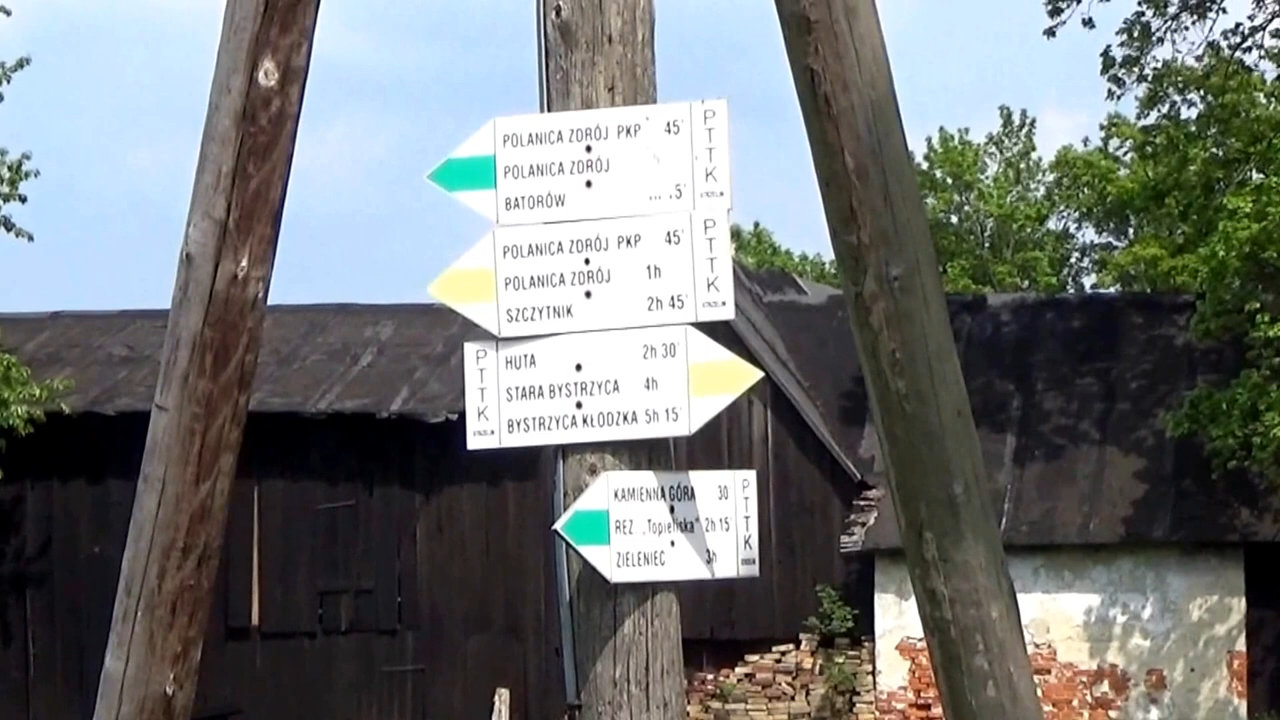 POLANICA ZDRÓJ PKP 45'
POLANICA ZDRÓJ
BATORÓW
PTTK
POLANICA ZDRÓJ PKP 45'
POLANICA ZDRÓJ 1h
SZCZYTNIK 2h 45'
PTTK
PTTK
HUTA 2h 30'
STARA BYSTRZYCA 4h
BYSTRZYCA KŁODZKA 5h 15'
KAMIENNA GÓRA 30
REZ. „Topieliska" 2h 15'
ZIELENIEC 3h
PTTK